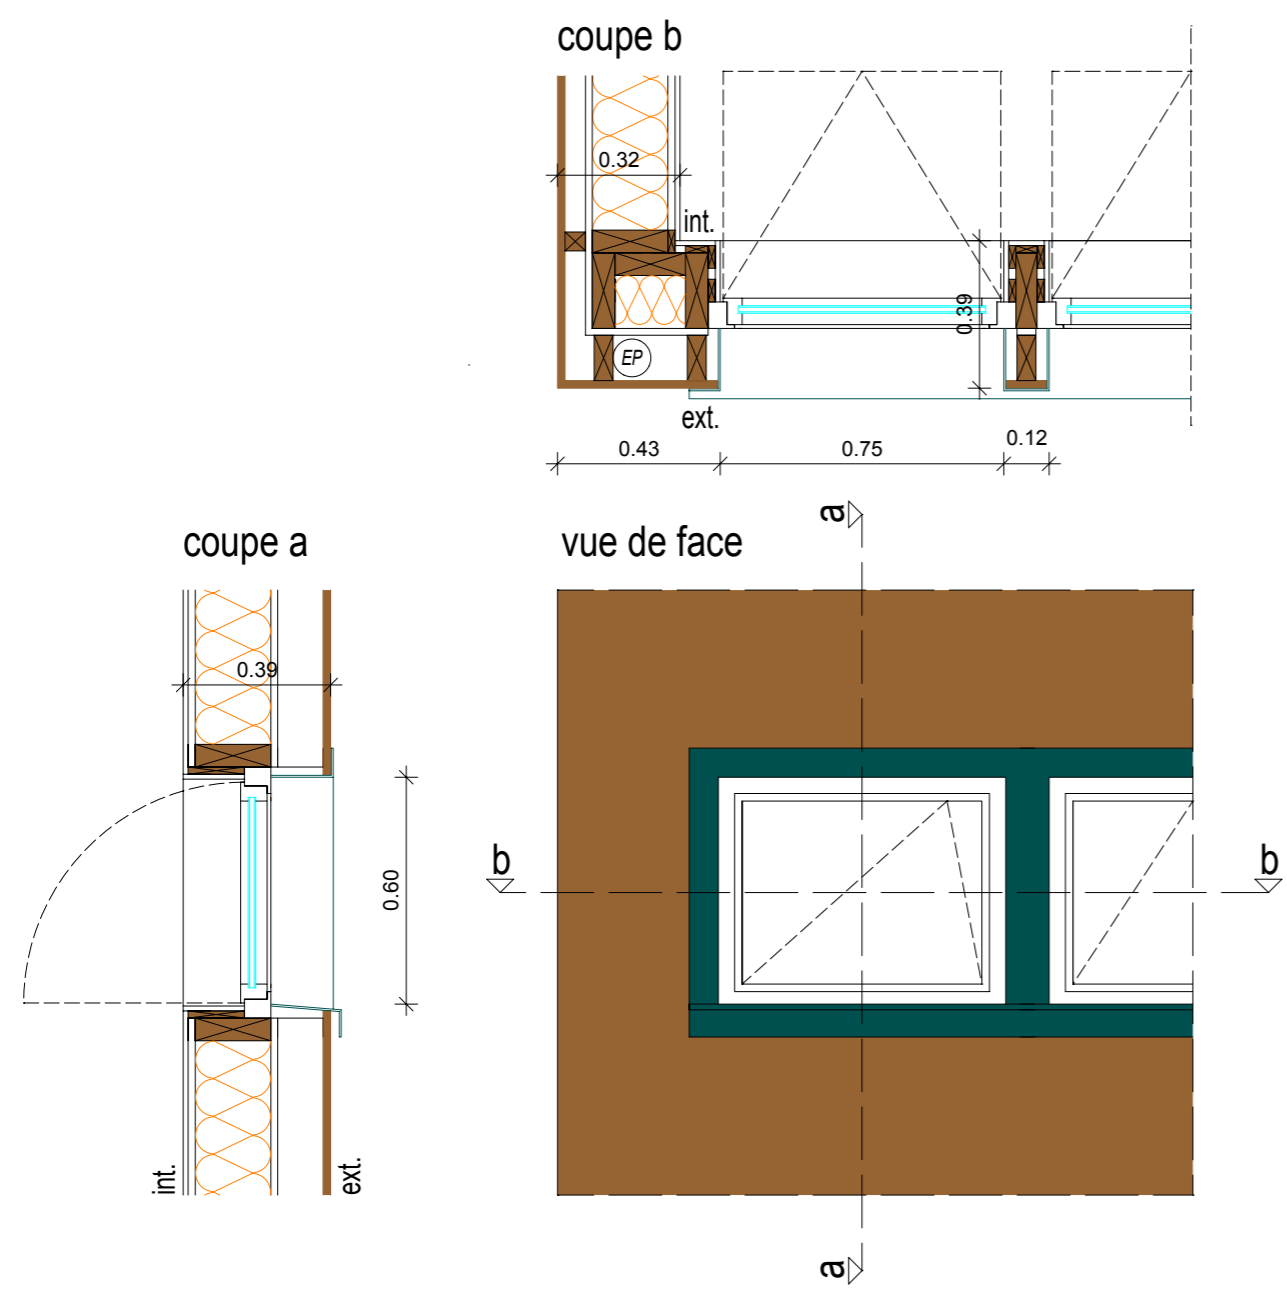 coupe b
0.32
int.
0.39
EP
ext.
0.43
0.75
0.12
a
coupe a
vue de face
0.39
0.60
b
b
int.
ext.
a